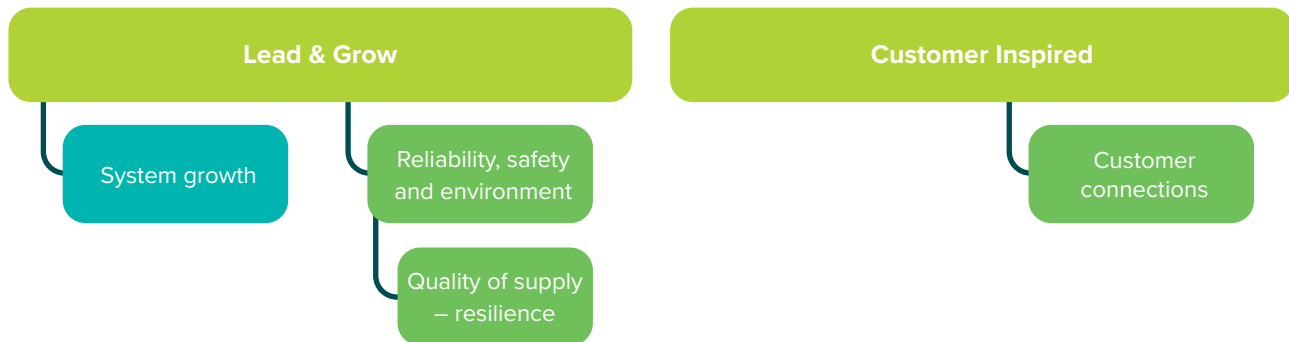 Lead & Grow
Customer Inspired
System growth
Reliability, safety
and environment
Customer
connections
Quality of supply
– resilience